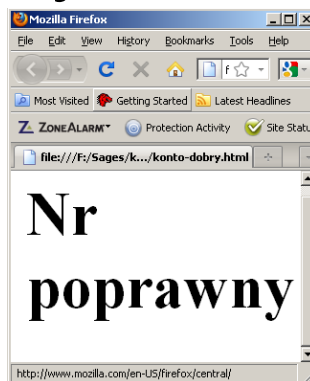 Mozilla Firefox
File Edit View History Bookmarks Tools Help
Most Visited Getting Started Latest Headlines
ZONEALARM Protection Activity Site Statu
file:///F:/Sages/k.../konto-dobry.html
Nr
poprawny
http://www.mozilla.com/en-US/firefox/central/